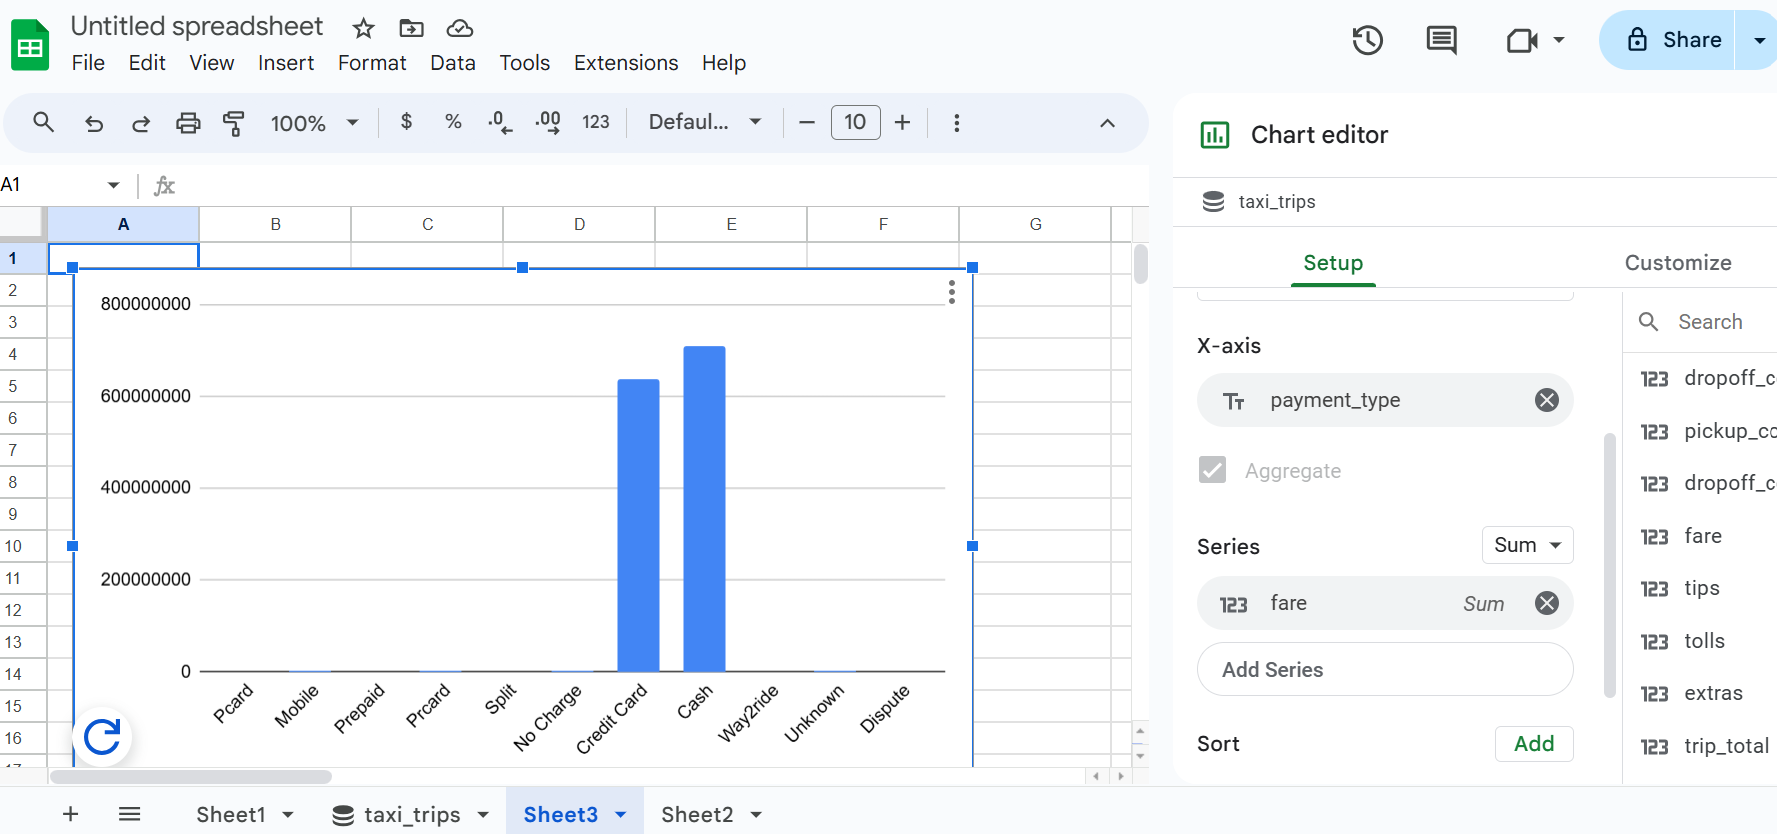 Untitled spreadsheet
File Edit View Insert Format Data Tools Extensions Help
Share
100% $ % .0 .00 123 Defaul... 10
Chart editor
A1 fx
taxi_trips
A B C D E F G
Setup Customize
1
2
3
4
5
6
7
8
9
10
11
12
13
14
15
16
800000000
600000000
400000000
200000000
0
Pcard
Mobile
Prepaid
Prcard
Split
No Charge
Credit Card
Cash
Way2ride
Unknown
Dispute
X-axis
Tт payment_type
Aggregate
Series Sum
123 fare Sum
Add Series
Sort Add
Search
123 dropoff_c
123 pickup_cc
123 dropoff_c
123 fare
123 tips
123 tolls
123 extras
123 trip_total
Sheet1 taxi_trips Sheet3 Sheet2